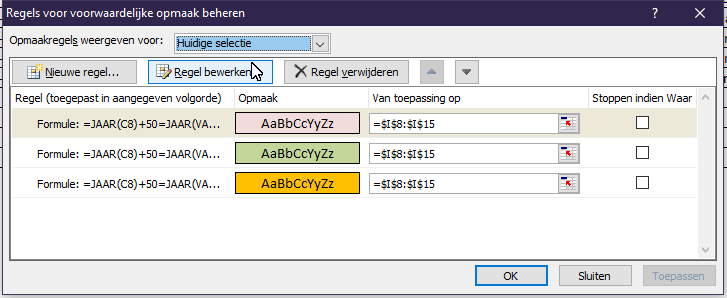 Regels voor voorwaardelijke opmaak beheren ? ×
Opmaakregels weergeven voor: Huidige selectie
Nieuwe regel... Regel bewerken Regel verwijderen
Regel (toegepast in aangegeven volgorde) Opmaak Van toepassing op Stoppen indien Waar
Formule: =JAAR(C8)+50=JAAR(VA... AaBbCcYyZz =$I$8:$I$15
Formule: =JAAR(C8)+50=JAAR(VA... AaBbCcYyZz =$I$8:$I$15
Formule: =JAAR(C8)+50=JAAR(VA... AaBbCcYyZz =$I$8:$I$15
OK Sluiten Toepassen